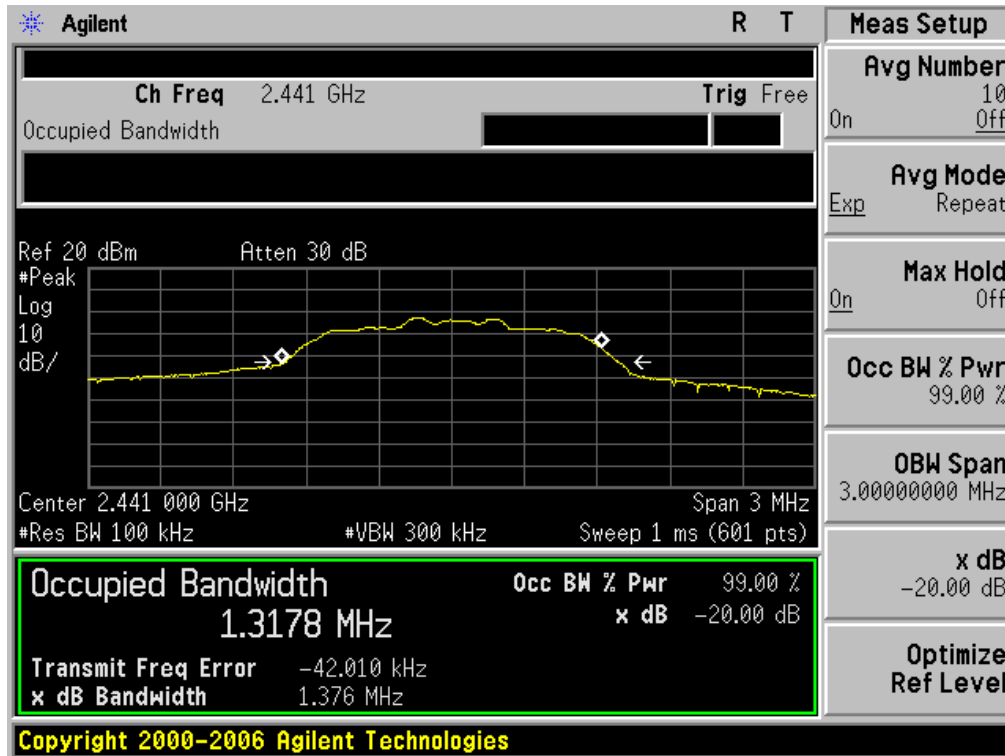 Agilent R T
Ch Freq 2.441 GHz Trig Free
Occupied Bandwidth
Ref 20 dBm Atten 30 dB
#Peak
Log
10
dB/
Center 2.441 000 GHz Span 3 MHz
#Res BW 100 kHz #VBW 300 kHz Sweep 1 ms (601 pts)
Occupied Bandwidth Occ BW % Pwr 99.00 %
1.3178 MHz x dB -20.00 dB
Transmit Freq Error -42.010 kHz
x dB Bandwidth 1.376 MHz
Copyright 2000-2006 Agilent Technologies
Meas Setup
Avg Number
10
On Off
Avg Mode
Exp Repeat
Max Hold
On Off
Occ BW % Pwr
99.00 %
OBW Span
3.00000000 MHz
x dB
-20.00 dB
Optimize
Ref Level